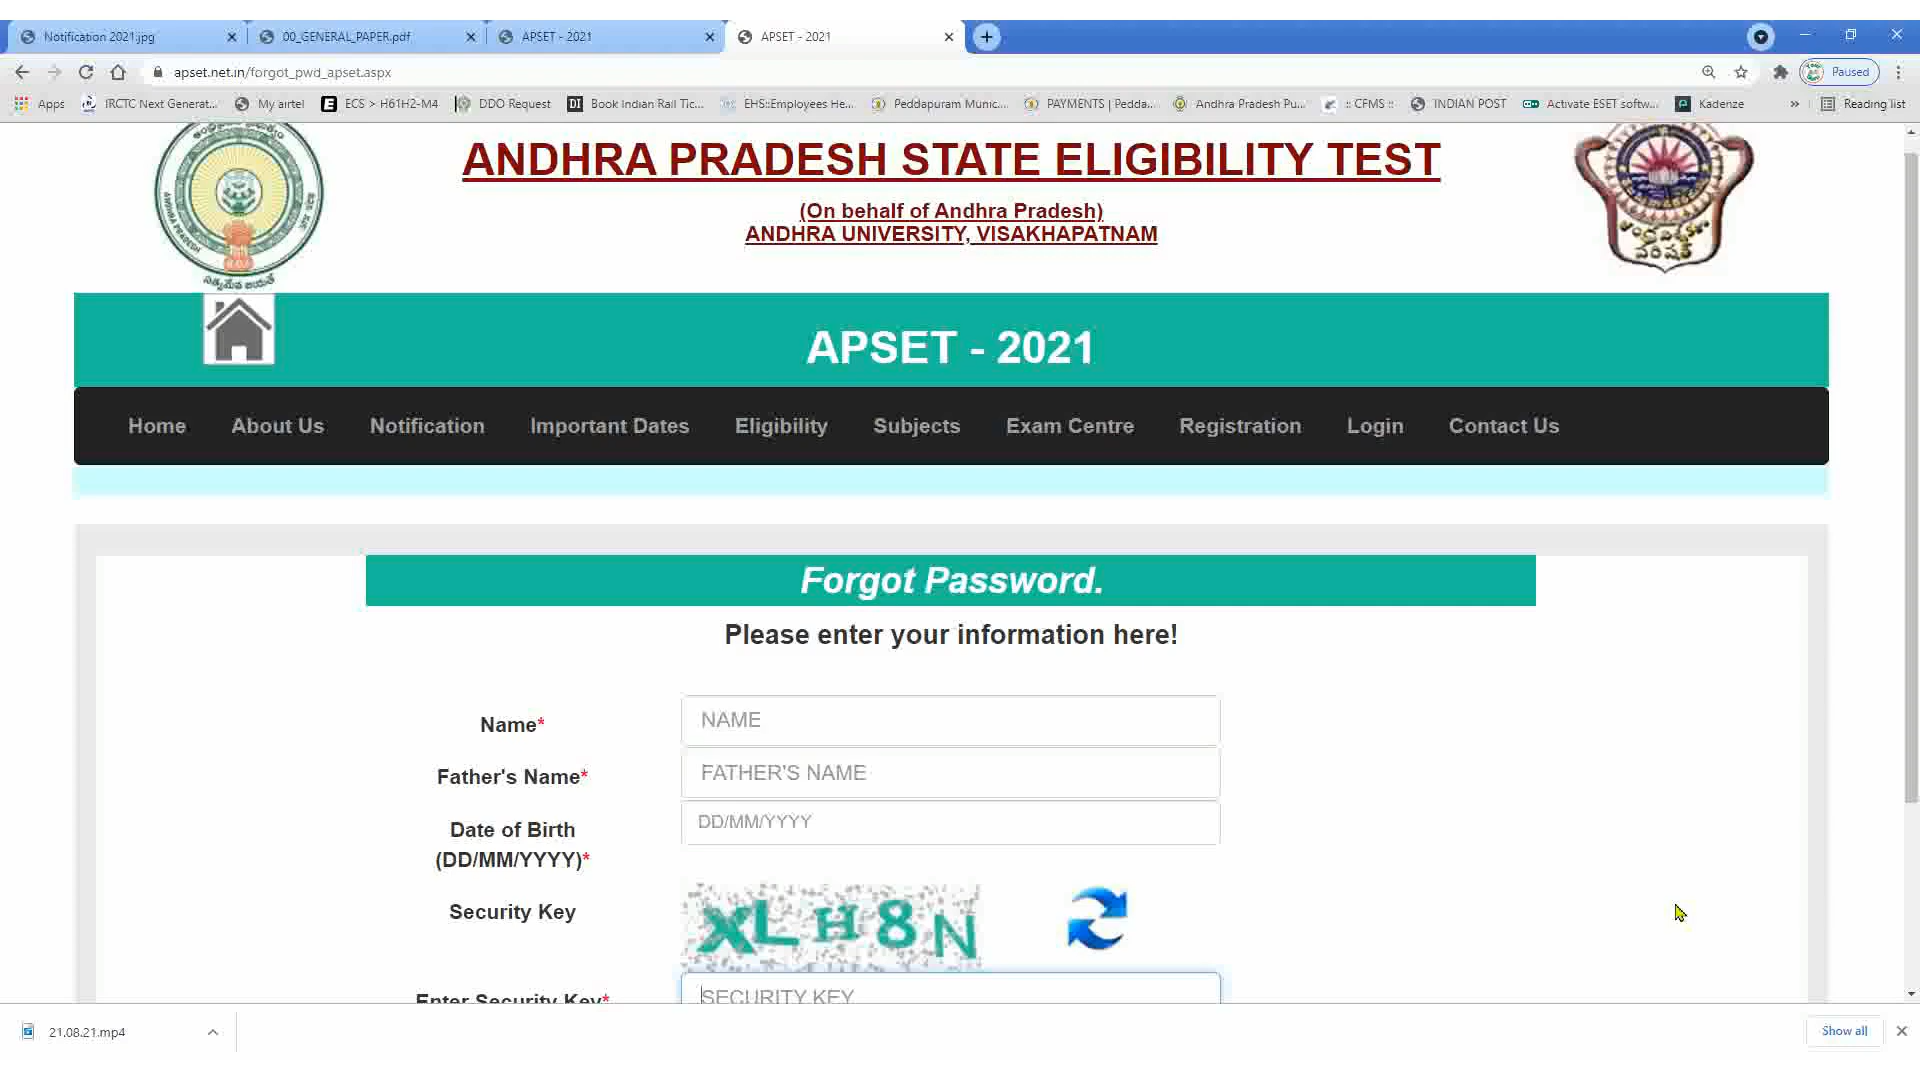 Notification 2021.jpg
00_GENERAL_PAPER.pdf
APSET - 2021
APSET - 2021
apset.net.in/forgot_pwd_apset.aspx
Paused
Apps
IRCTC Next Generat...
My airtel
ECS > H61H2-M4
DDO Request
Book Indian Rail Tic...
EHS::Employees He...
Peddapuram Munic...
PAYMENTS | Pedda...
Andhra Pradesh Pu...
:: CFMS ::
INDIAN POST
Activate ESET softw...
Kadenze
»
Reading list
ANDHRA PRADESH STATE ELIGIBILITY TEST
(On behalf of Andhra Pradesh)
ANDHRA UNIVERSITY, VISAKHAPATNAM
APSET - 2021
Home
About Us
Notification
Important Dates
Eligibility
Subjects
Exam Centre
Registration
Login
Contact Us
Forgot Password.
Please enter your information here!
Name*
NAME
Father's Name*
FATHER'S NAME
Date of Birth
(DD/MM/YYYY)*
DD/MM/YYYY
Security Key
XLH8N
Enter Security Key*
SECURITY KEY
21.08.21.mp4
Show all